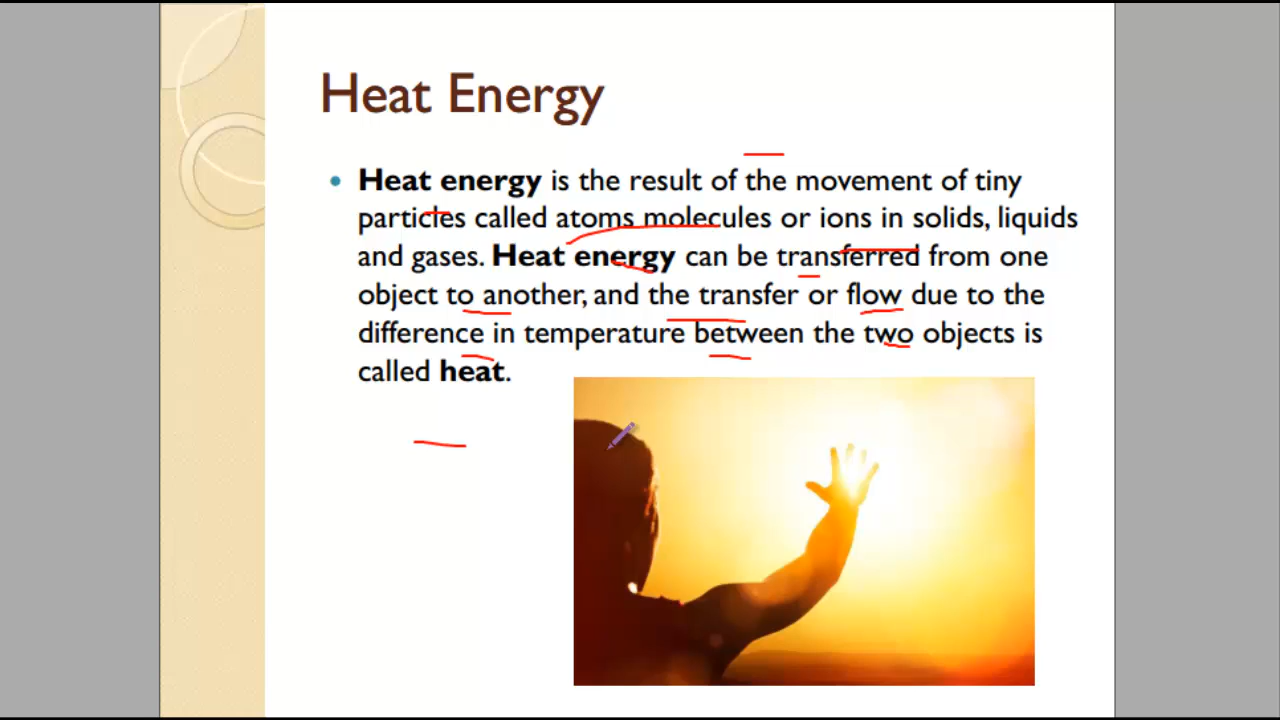 Heat Energy
Heat energy is the result of the movement of tiny
particles called atoms molecules or ions in solids, liquids
and gases. Heat energy can be transferred from one
object to another, and the transfer or flow due to the
difference in temperature between the two objects is
called heat.